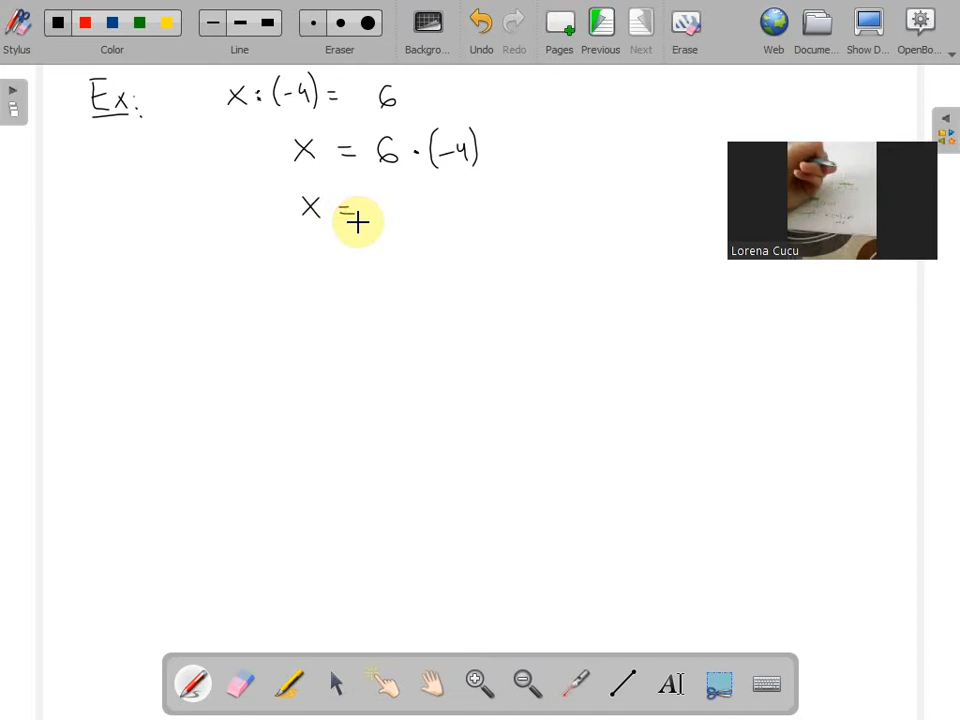 Stylus
Color
Line
Eraser
Backgro...
Undo
Redo
Pages
Previous
Next
Erase
Web
Docume...
Show D...
OpenBo...
Ex: x:(-4) = 6
x = 6 · (-4)
x =
Lorena Cucu
A